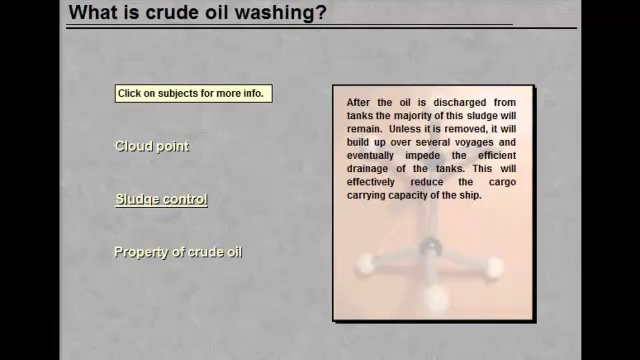 What is crude oil washing?
Click on subjects for more info.
Cloud point
Sludge control
Property of crude oil
After the oil is discharged from
tanks the majority of this sludge will
remain. Unless it is removed, it will
build up over several voyages and
eventually impede the efficient
drainage of the tanks. This will
effectively reduce the cargo
carrying capacity of the ship.